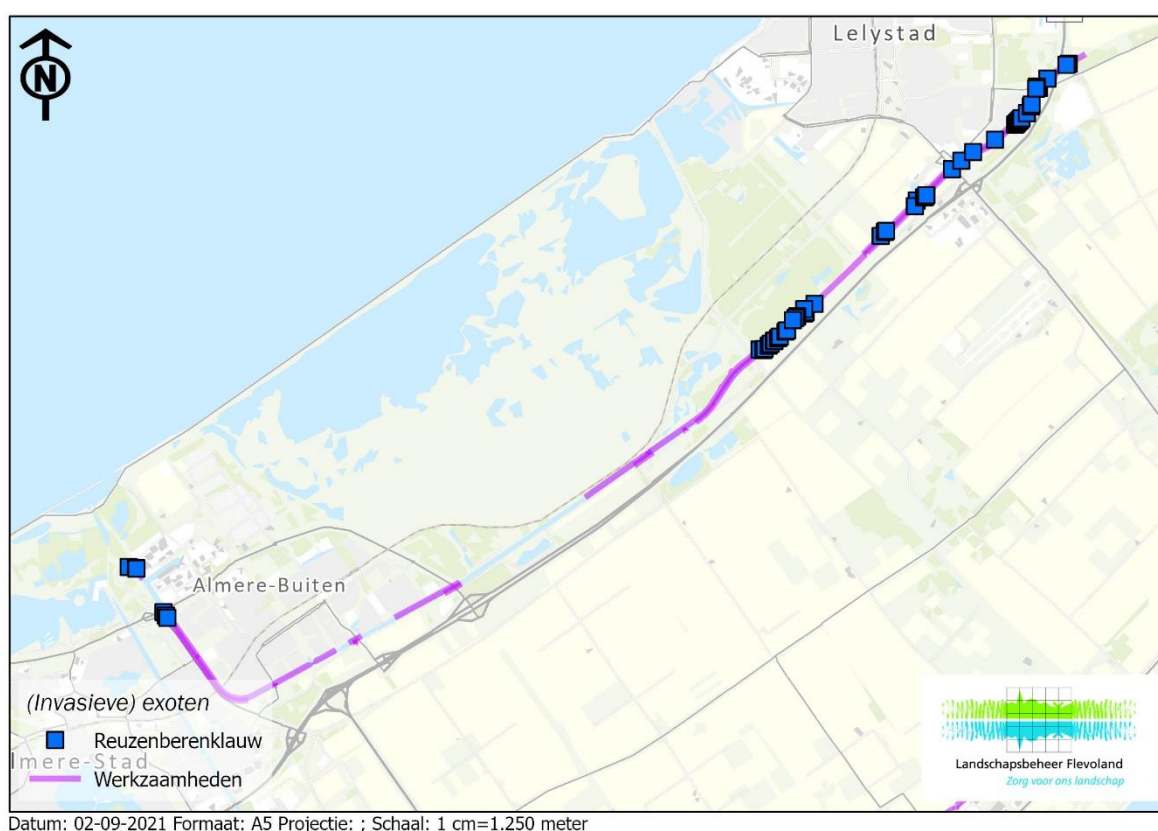 Lelystad
N
Almere-Buiten
(Invasieve) exoten
Reuzenberenklauw
lmere-Stad
Werkzaamheden
Landschapsbeheer Flevoland
Zorg voor ons landschap
Datum: 02-09-2021 Formaat: A5 Projectie: ; Schaal: 1 cm=1.250 meter